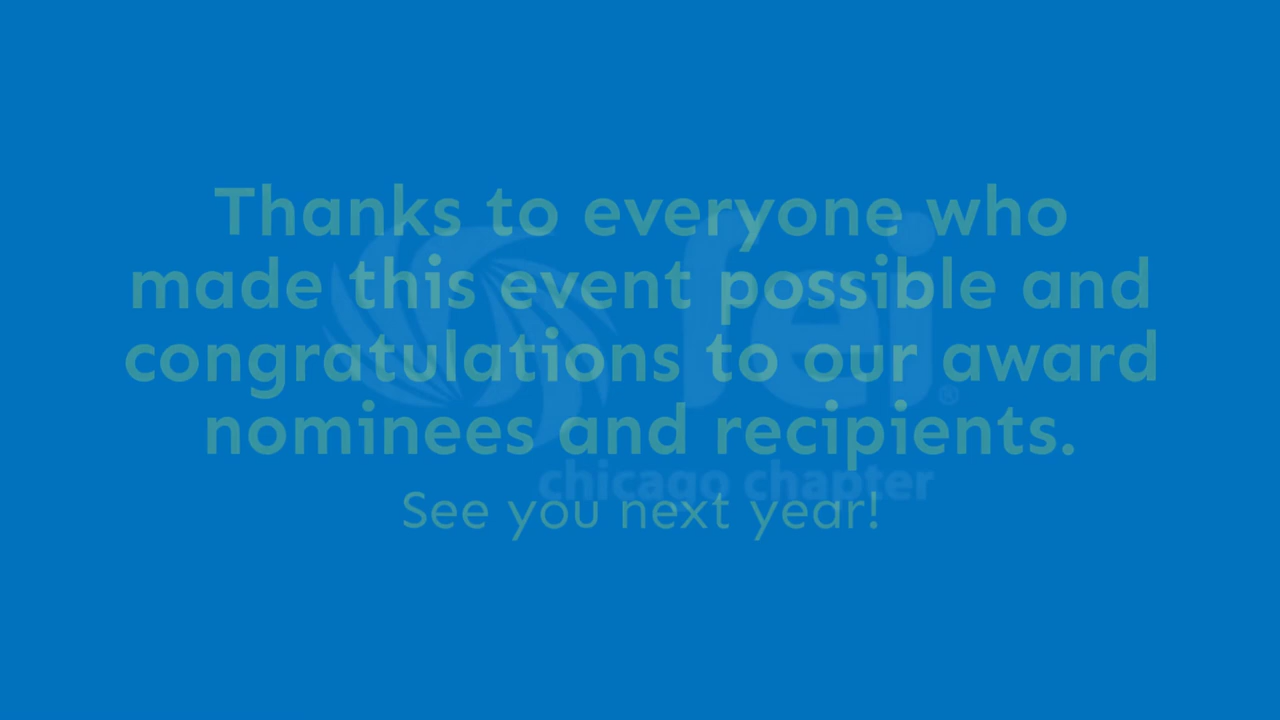 Thanks to everyone who
made this event possible and
congratulations to our award
nominees and recipients.
See you next year!
fei®
chicago chapter